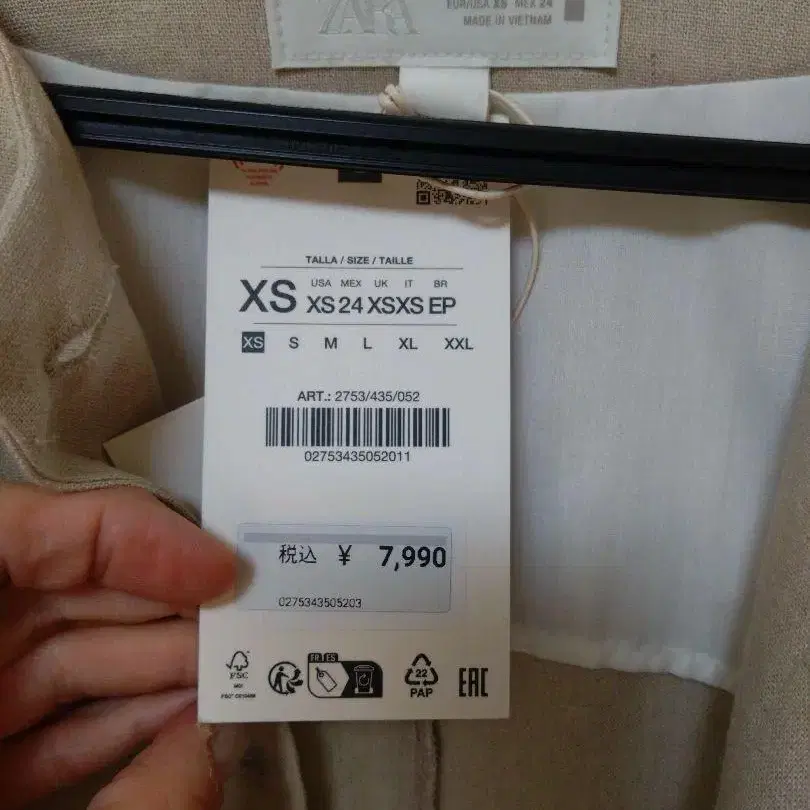 ZARA
EUR/USA XS MEX 24
MADE IN VIETNAM
TALLA / SIZE / TAILLE
USA MEX UK IT BR
XS XS 24 XS XS EP
XS S M L XL XXL
ART.: 2753/435/052
02753435052011
税込 ¥ 7,990
0275343505203
FR ES
FSC
22
PAP
EAC